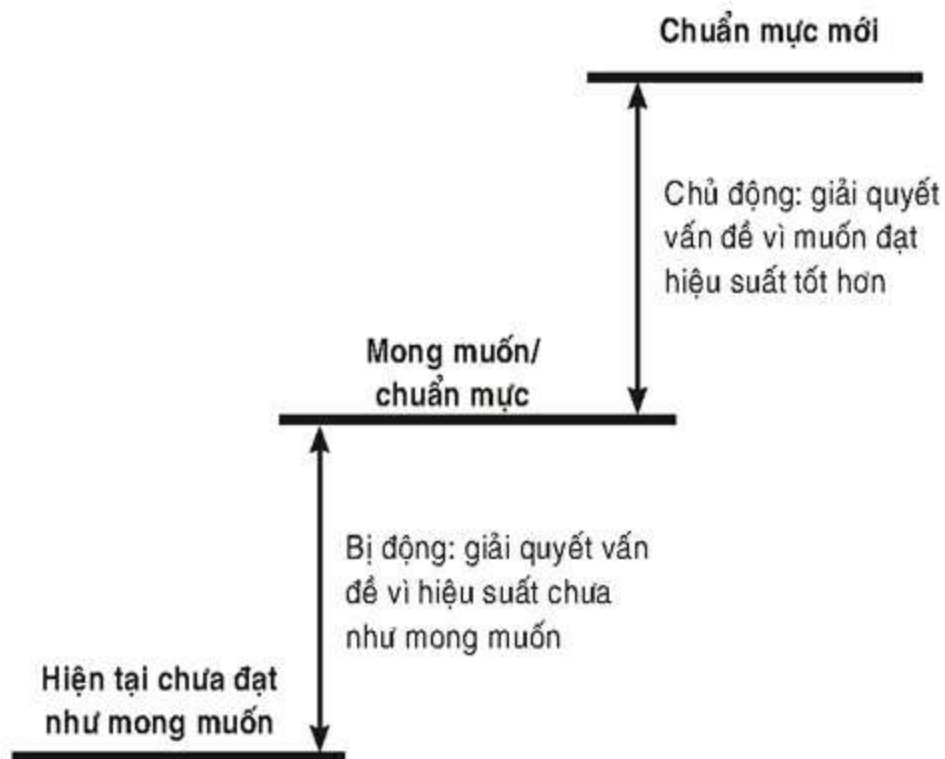 Chuẩn mực mới
Chủ động: giải quyết
vấn đề vì muốn đạt
hiệu suất tốt hơn
Mong muốn/
chuẩn mực
Bị động: giải quyết vấn
đề vì hiệu suất chưa
như mong muốn
Hiện tại chưa đạt
như mong muốn